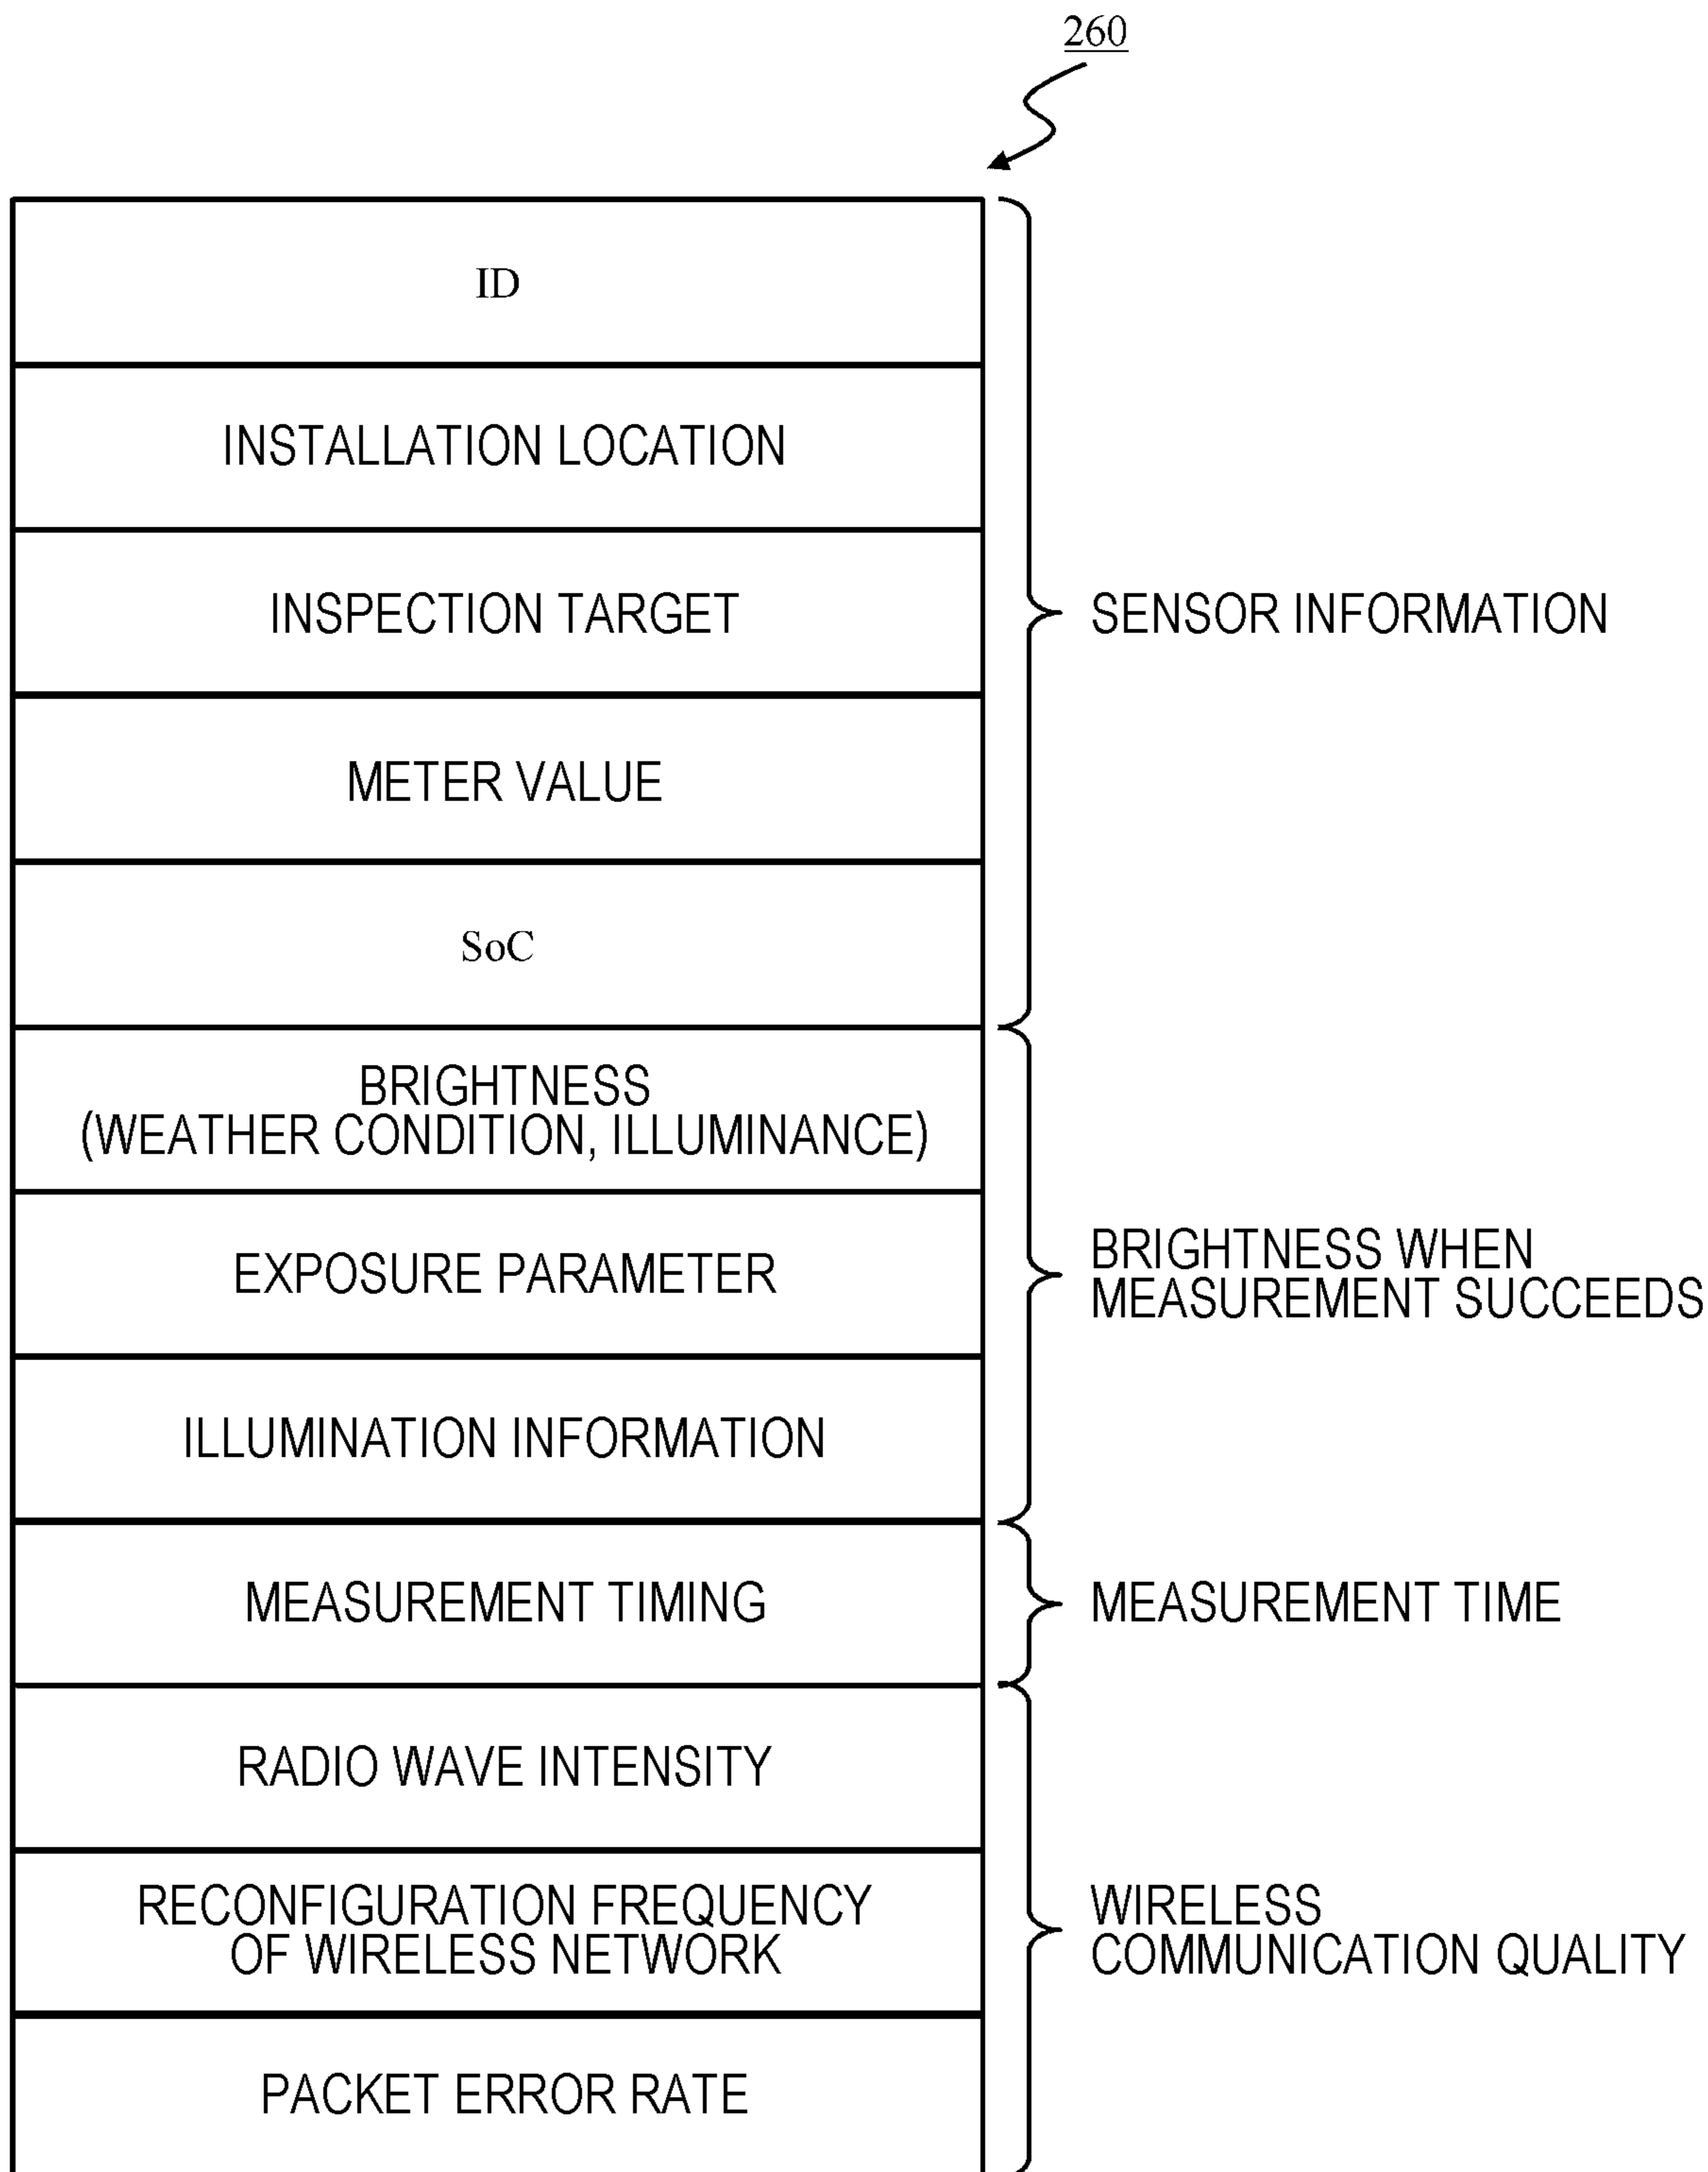 260
ID
INSTALLATION LOCATION
INSPECTION TARGET
METER VALUE
SoC
SENSOR INFORMATION
BRIGHTNESS
(WEATHER CONDITION, ILLUMINANCE)
EXPOSURE PARAMETER
ILLUMINATION INFORMATION
BRIGHTNESS WHEN
MEASUREMENT SUCCEEDS
MEASUREMENT TIMING
MEASUREMENT TIME
RADIO WAVE INTENSITY
RECONFIGURATION FREQUENCY
OF WIRELESS NETWORK
PACKET ERROR RATE
WIRELESS
COMMUNICATION QUALITY